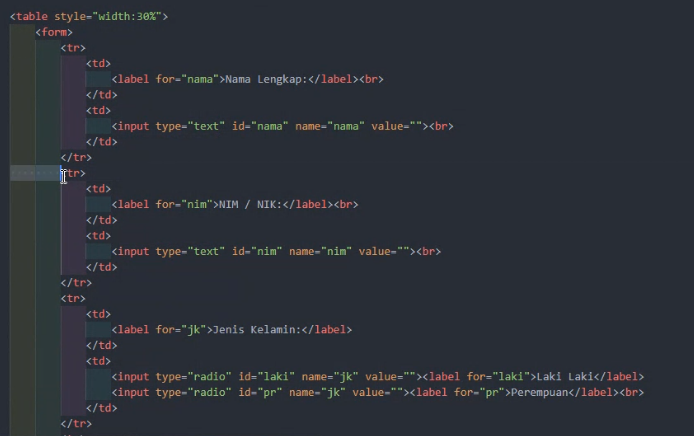 <table style="width:30%">
<form>
<tr>
<td>
<label for="nama">Nama Lengkap:</label><br>
</td>
<td>
<input type="text" id="nama" name="nama" value=""><br>
</td>
</tr>
<tr>
<td>
<label for="nim">NIM / NIK:</label><br>
</td>
<td>
<input type="text" id="nim" name="nim" value=""><br>
</td>
</tr>
<tr>
<td>
<label for="jk">Jenis Kelamin:</label>
</td>
<td>
<input type="radio" id="laki" name="jk" value=""><label for="laki">Laki Laki</label>
<input type="radio" id="pr" name="jk" value=""><label for="pr">Perempuan</label><br>
</td>
</tr>